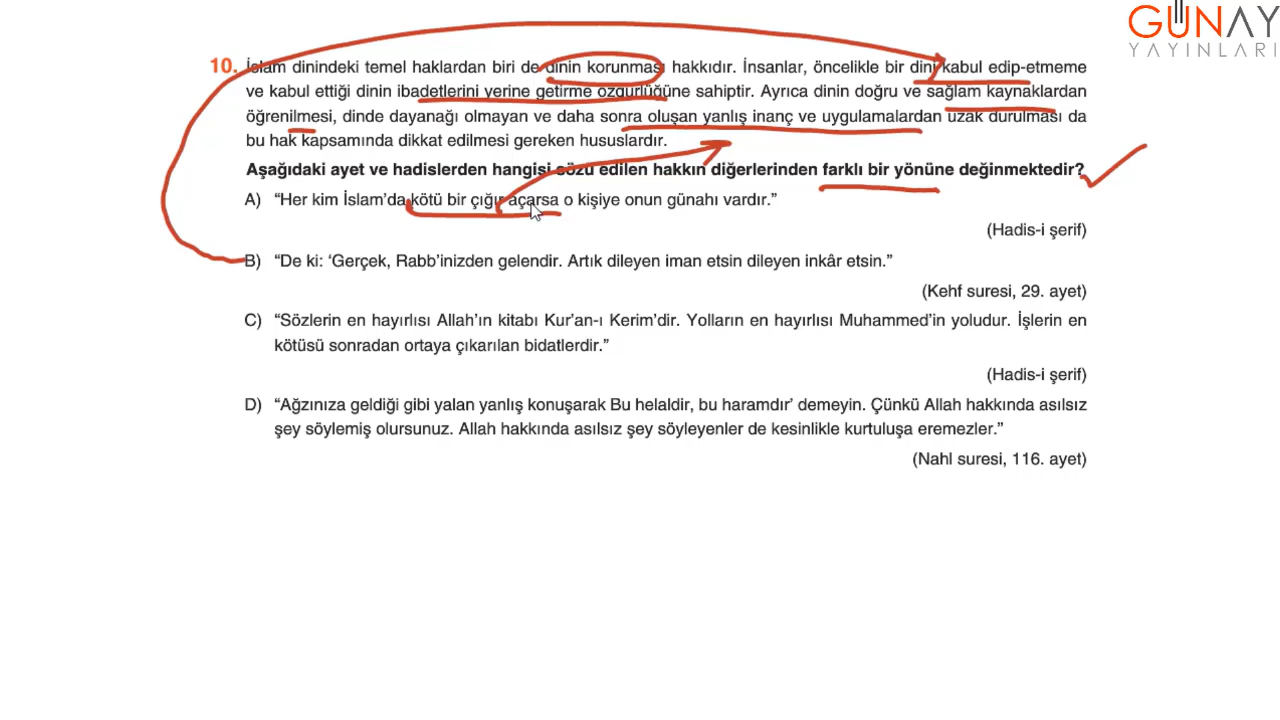 GÜNAY
YAYINLARI
10. İslam dinindeki temel haklardan biri de dinin korunması hakkıdır. İnsanlar, öncelikle bir dini kabul edip-etmeme
ve kabul ettiği dinin ibadetlerini yerine getirme özgürlüğüne sahiptir. Ayrıca dinin doğru ve sağlam kaynaklardan
öğrenilmesi, dinde dayanağı olmayan ve daha sonra oluşan yanlış inanç ve uygulamalardan uzak durulması da
bu hak kapsamında dikkat edilmesi gereken hususlardır.
Aşağıdaki ayet ve hadislerden hangisi sözü edilen hakkın diğerlerinden farklı bir yönüne değinmektedir?
A) “Her kim İslam’da kötü bir çığır açarsa o kişiye onun günahı vardır.”
(Hadis-i şerif)
B) “De ki: ‘Gerçek, Rabb’inizden gelendir. Artık dileyen iman etsin dileyen inkâr etsin.”
(Kehf suresi, 29. ayet)
C) “Sözlerin en hayırlısı Allah’ın kitabı Kur’an-ı Kerim’dir. Yolların en hayırlısı Muhammed’in yoludur. İşlerin en
kötüsü sonradan ortaya çıkarılan bidatlerdir.”
(Hadis-i şerif)
D) “Ağzınıza geldiği gibi yalan yanlış konuşarak Bu helaldir, bu haramdır’ demeyin. Çünkü Allah hakkında asılsız
şey söylemiş olursunuz. Allah hakkında asılsız şey söyleyenler de kesinlikle kurtuluşa eremezler.”
(Nahl suresi, 116. ayet)